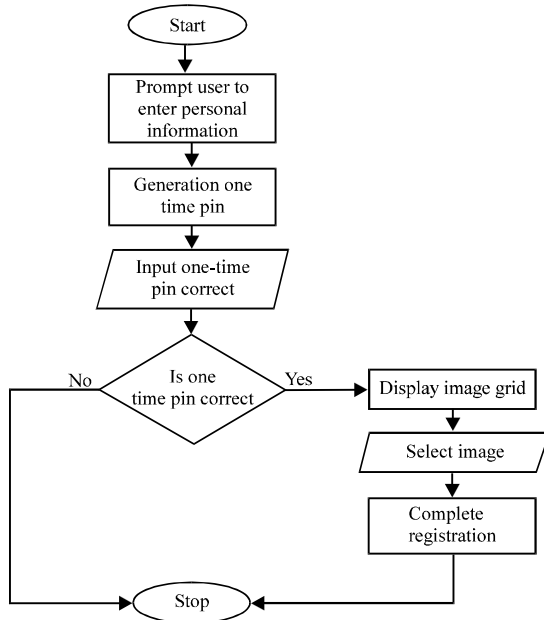 Start
Prompt user to
enter personal
information
Generation one
time pin
Input one-time
pin correct
Is one
time pin correct
No
Yes
Display image grid
Select image
Complete
registration
Stop